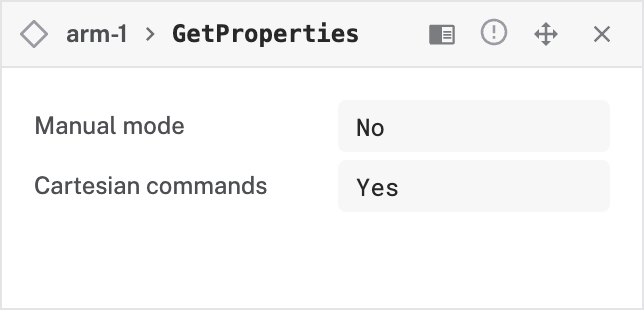 arm-1 > GetProperties
Manual mode No
Cartesian commands Yes